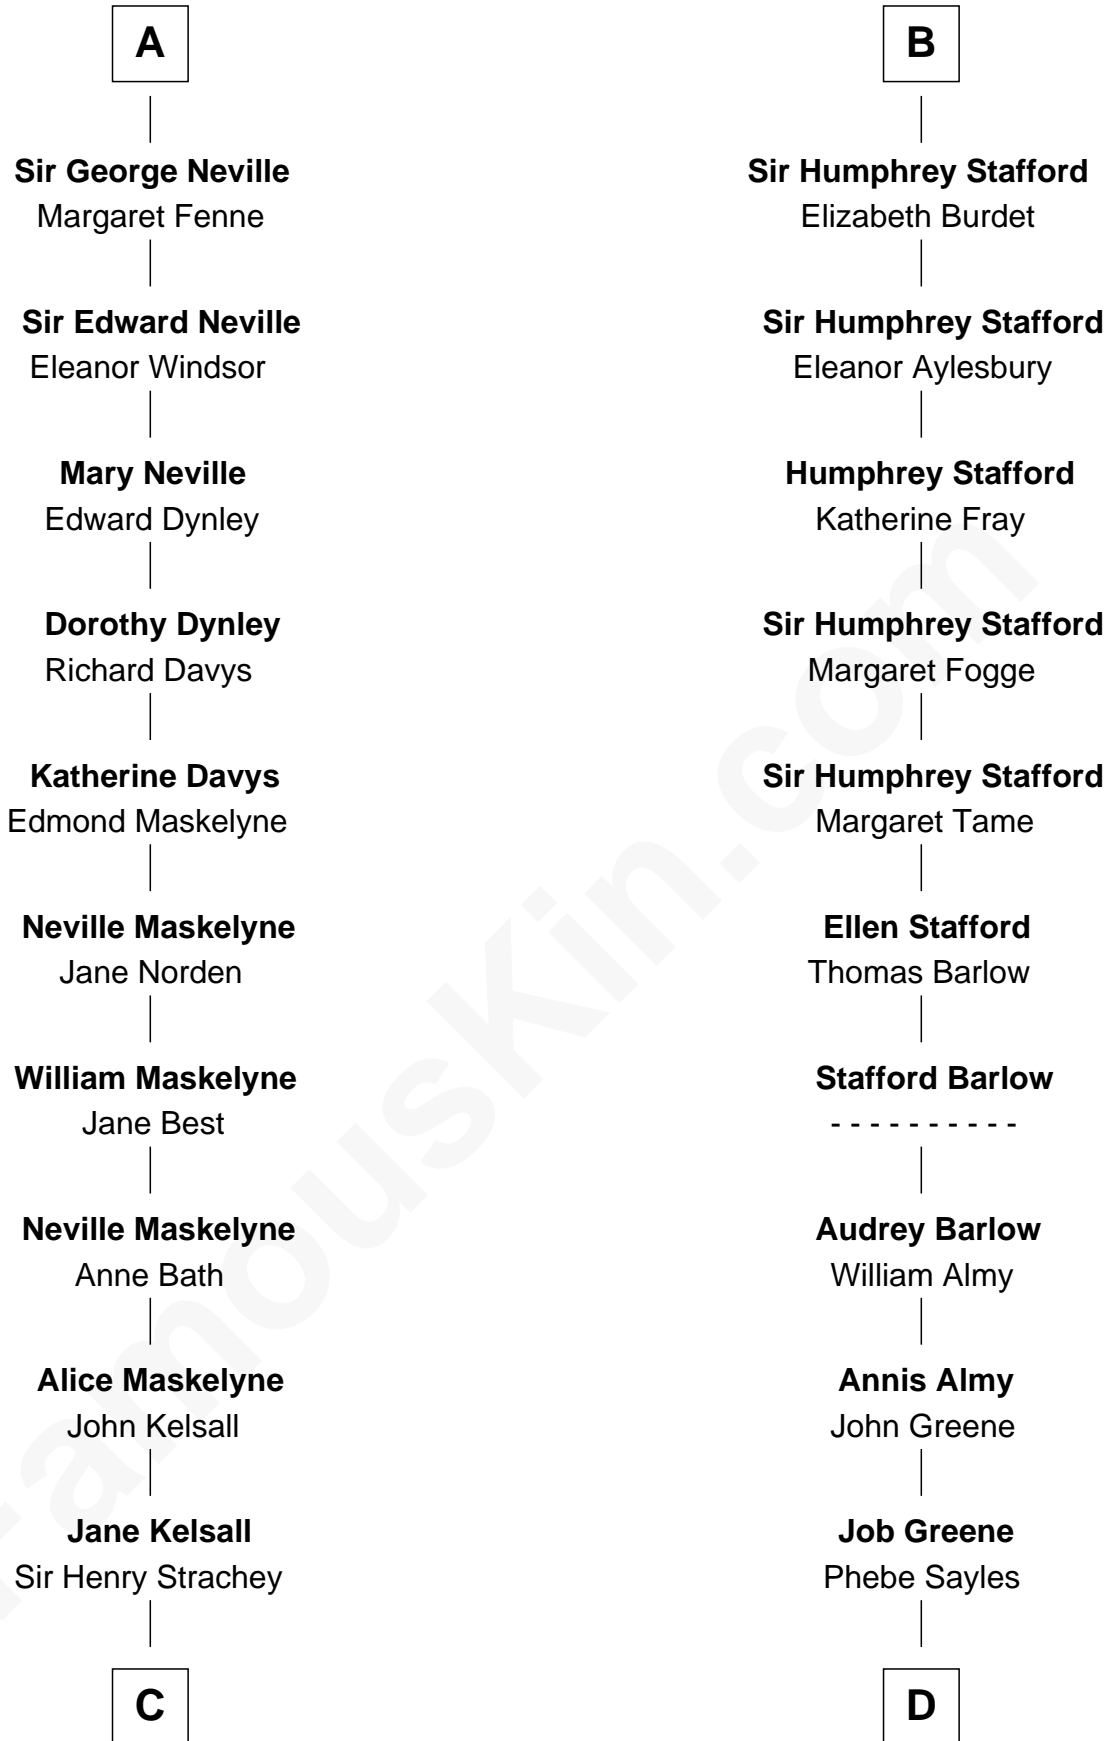 A
Sir George Neville
Margaret Fenne
Sir Edward Neville
Eleanor Windsor
Mary Neville
Edward Dynley
Dorothy Dynley
Richard Davys
Katherine Davys
Edmond Maskelyne
Neville Maskelyne
Jane Norden
William Maskelyne
Jane Best
Neville Maskelyne
Anne Bath
Alice Maskelyne
John Kelsall
Jane Kelsall
Sir Henry Strachey
C
B
Sir Humphrey Stafford
Elizabeth Burdet
Sir Humphrey Stafford
Eleanor Aylesbury
Humphrey Stafford
Katherine Fray
Sir Humphrey Stafford
Margaret Fogge
Sir Humphrey Stafford
Margaret Tame
Ellen Stafford
Thomas Barlow
Stafford Barlow
- - - - - - - - - -
Audrey Barlow
William Almy
Annis Almy
John Greene
Job Greene
Phebe Sayles
D
FamousKin.com